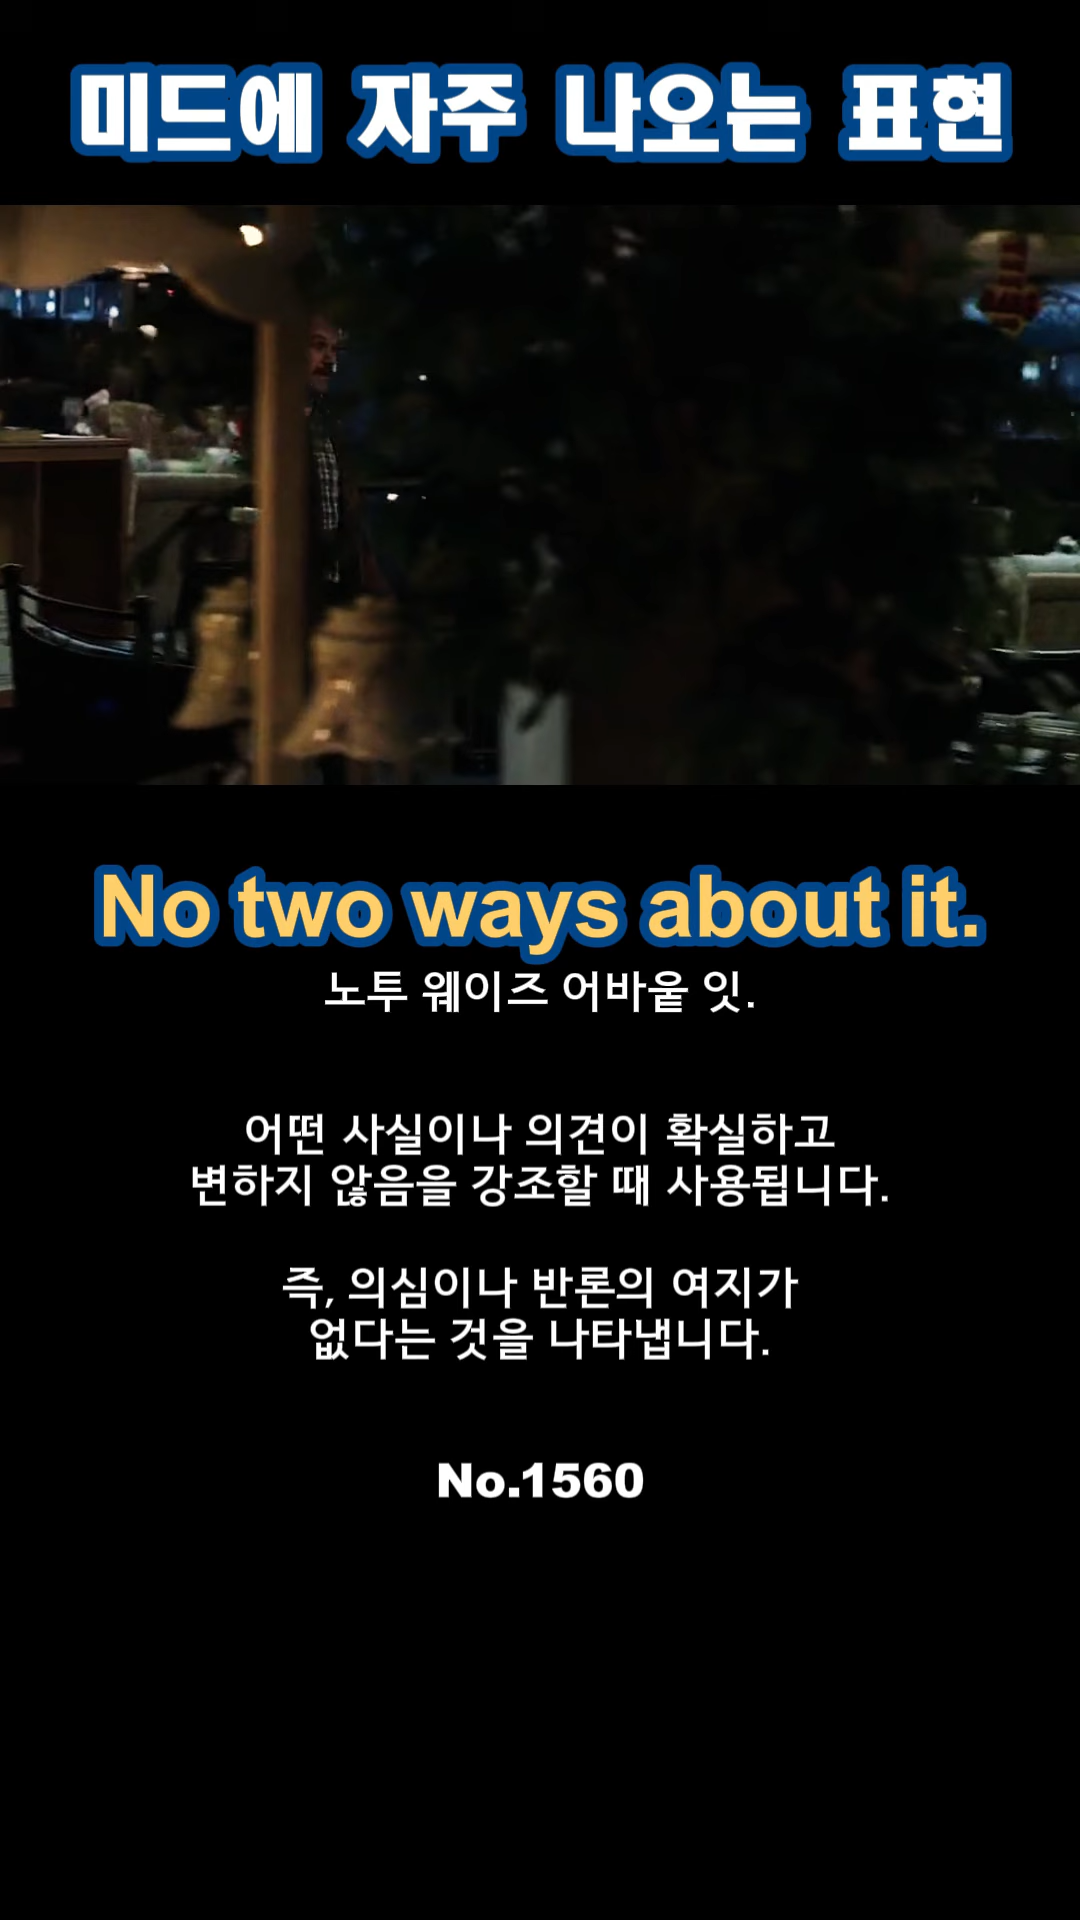 미드에 자주 나오는 표현
No two ways about it.
노투 웨이즈 어바웉 잇.
어떤 사실이나 의견이 확실하고
변하지 않음을 강조할 때 사용됩니다.
즉, 의심이나 반론의 여지가
없다는 것을 나타냅니다.
No.1560